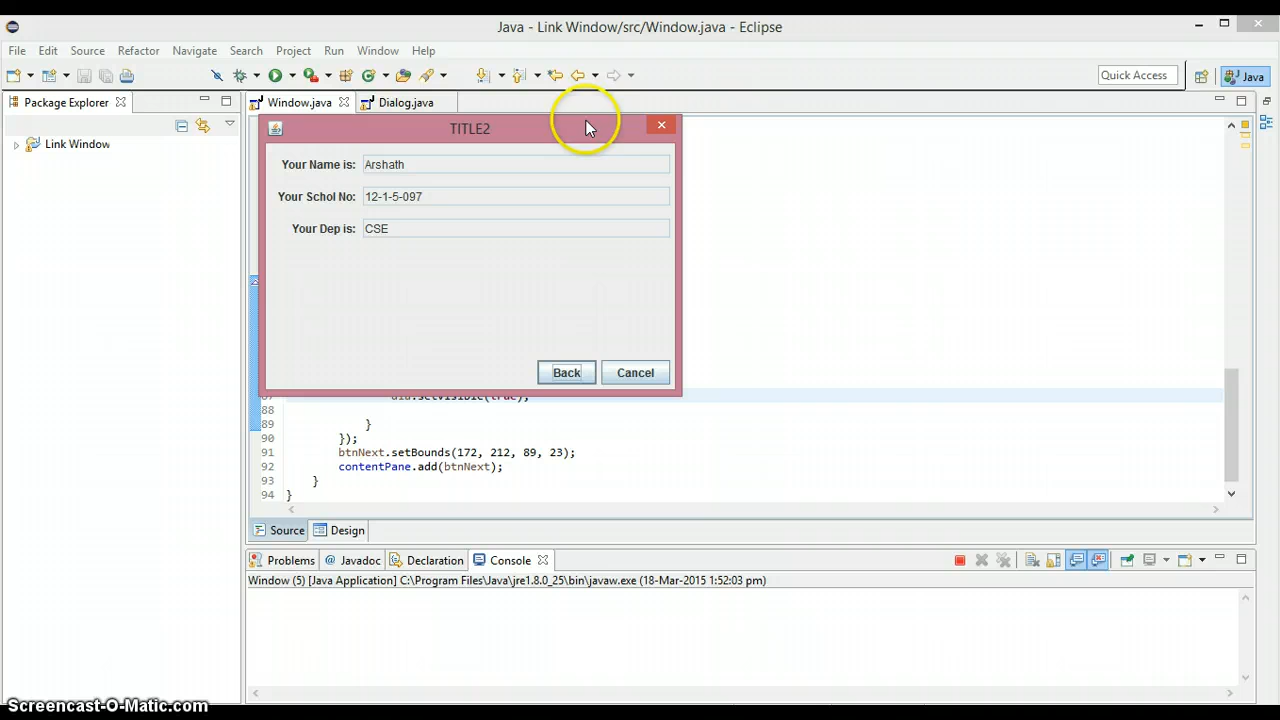 Java - Link Window/src/Window.java - Eclipse
File Edit Source Refactor Navigate Search Project Run Window Help
Quick Access
Java
Package Explorer
Window.java
Dialog.java
Link Window
TITLE2
Your Name is: Arshath
Your Schol No: 12-1-5-097
Your Dep is: CSE
Back Cancel
88
89 }
90 });
91 btnNext.setBounds(172, 212, 89, 23);
92 contentPane.add(btnNext);
93 }
94 }
Source Design
Problems @ Javadoc Declaration Console
Window (5) [Java Application] C:\Program Files\Java\jre1.8.0_25\bin\javaw.exe (18-Mar-2015 1:52:03 pm)
Screencast-O-Matic.com